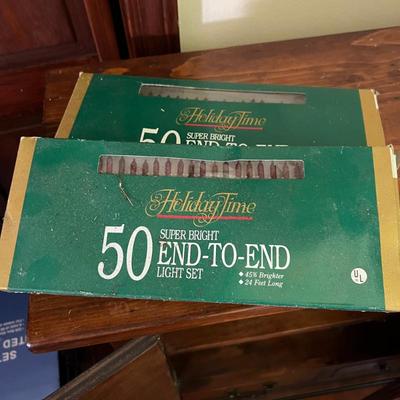 Holiday Time
50 SUPER BRIGHT
END-TO-END
Holiday Time
50 SUPER BRIGHT
END-TO-END
LIGHT SET
◆ 45% Brighter
◆ 24 Feet Long
UL
SE